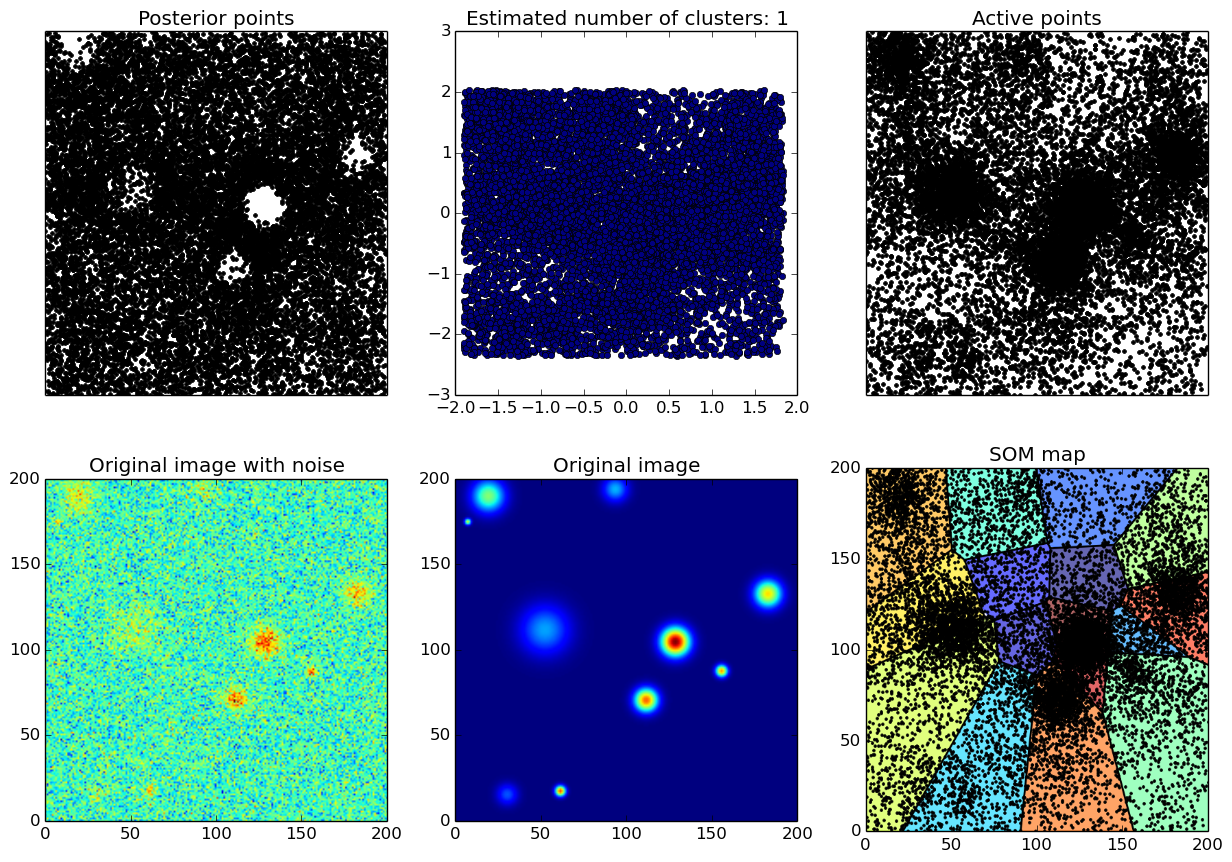 Posterior points
Estimated number of clusters: 1
Active points
3
2
1
0
−1
−2
−3
−2.0 −1.5 −1.0 −0.5 0.0 0.5 1.0 1.5 2.0
Original image with noise
200
150
100
50
0
0 50 100 150 200
Original image
200
150
100
50
0
0 50 100 150 200
SOM map
200
150
100
50
0
0 50 100 150 200